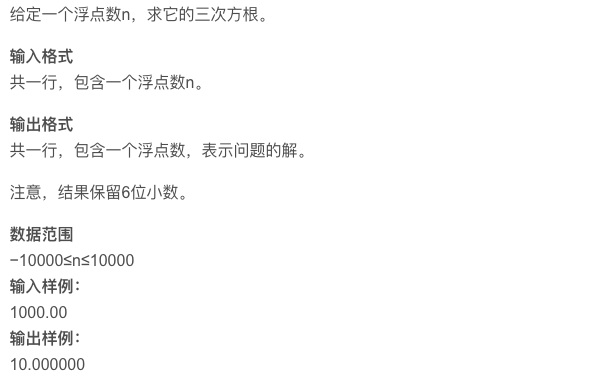 给定一个浮点数n，求它的三次方根。
输入格式
共一行，包含一个浮点数n。
输出格式
共一行，包含一个浮点数，表示问题的解。
注意，结果保留6位小数。
数据范围
−10000≤n≤10000
输入样例：
1000.00
输出样例：
10.000000